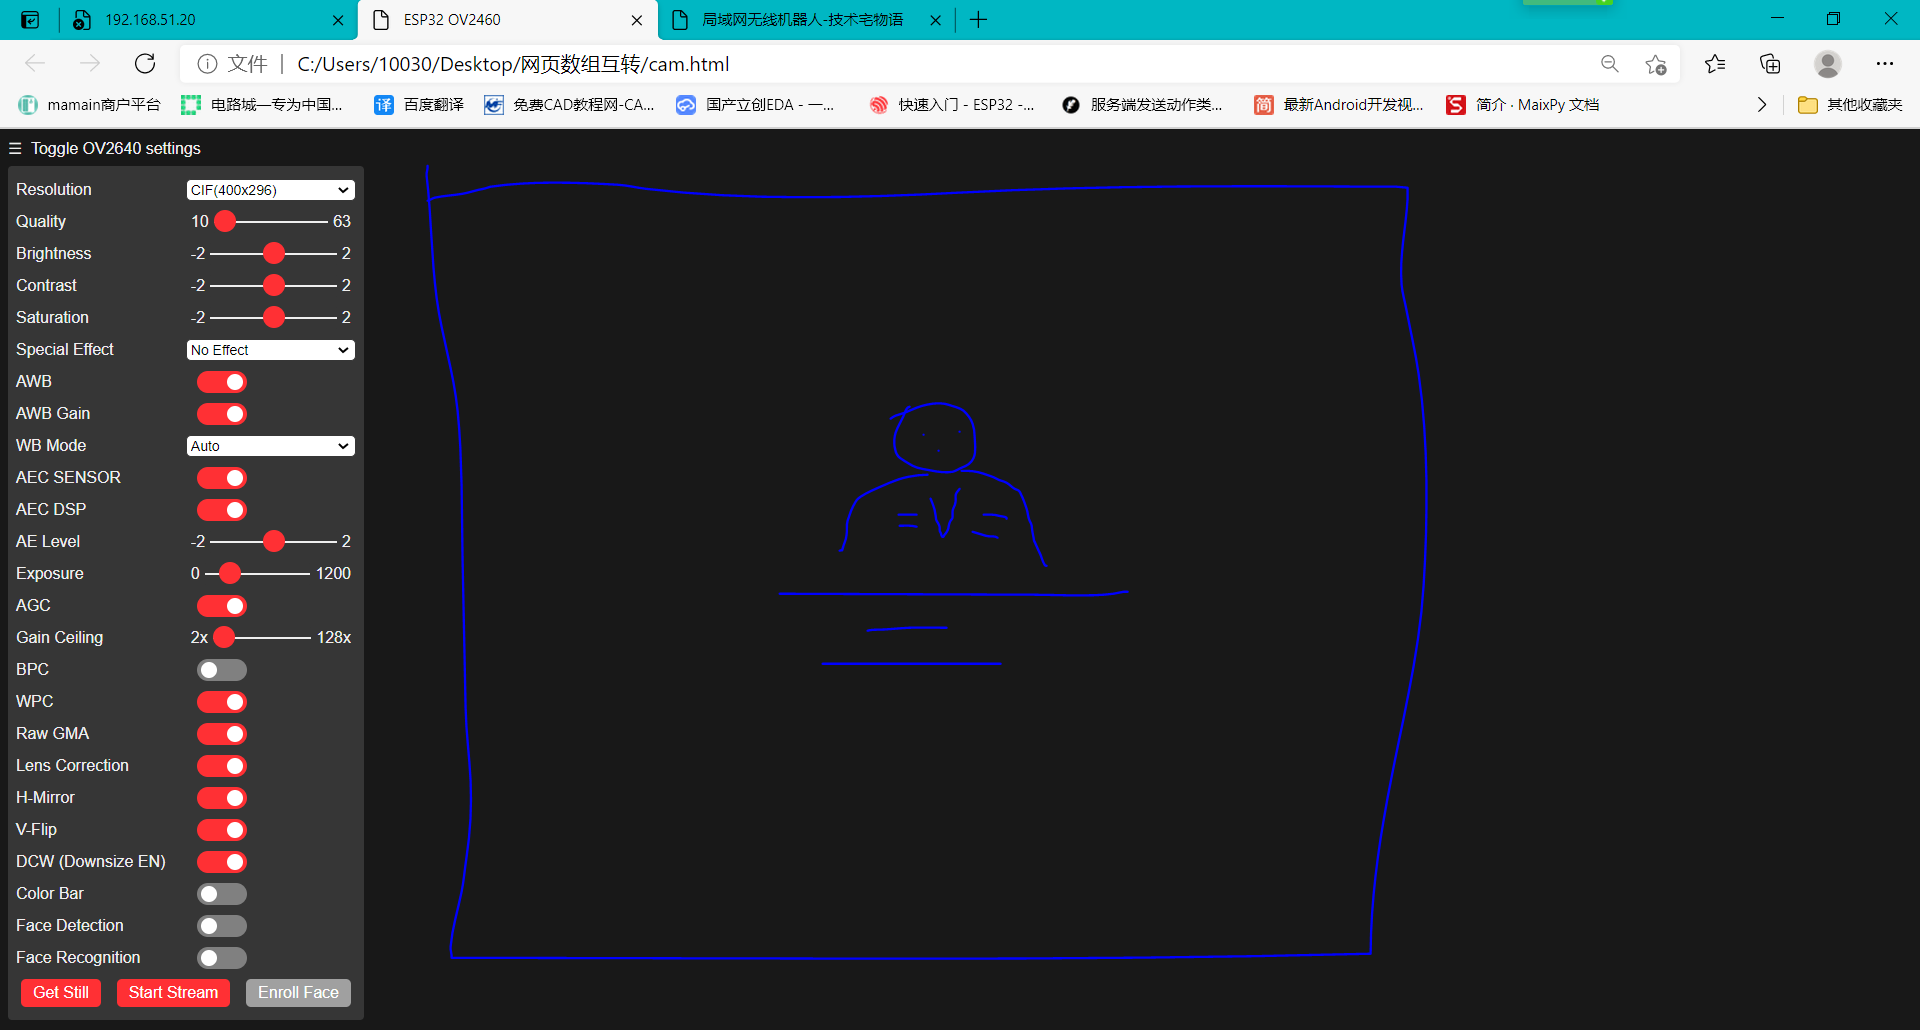 192.168.51.20
ESP32 OV2460
局域网无线机器人-技术宅物语
文件 | C:/Users/10030/Desktop/网页数组互转/cam.html
mamain商户平台
电路城—专为中国...
译 百度翻译
免费CAD教程网-CA...
国产立创EDA - 一...
快速入门 - ESP32 -...
服务端发送动作类...
简 最新Android开发视...
简介 · MaixPy 文档
其他收藏夹
☰ Toggle OV2640 settings
Resolution CIF(400x296)
Quality 10 63
Brightness -2 2
Contrast -2 2
Saturation -2 2
Special Effect No Effect
AWB
AWB Gain
WB Mode Auto
AEC SENSOR
AEC DSP
AE Level -2 2
Exposure 0 1200
AGC
Gain Ceiling 2x 128x
BPC
WPC
Raw GMA
Lens Correction
H-Mirror
V-Flip
DCW (Downsize EN)
Color Bar
Face Detection
Face Recognition
Get Still Start Stream Enroll Face